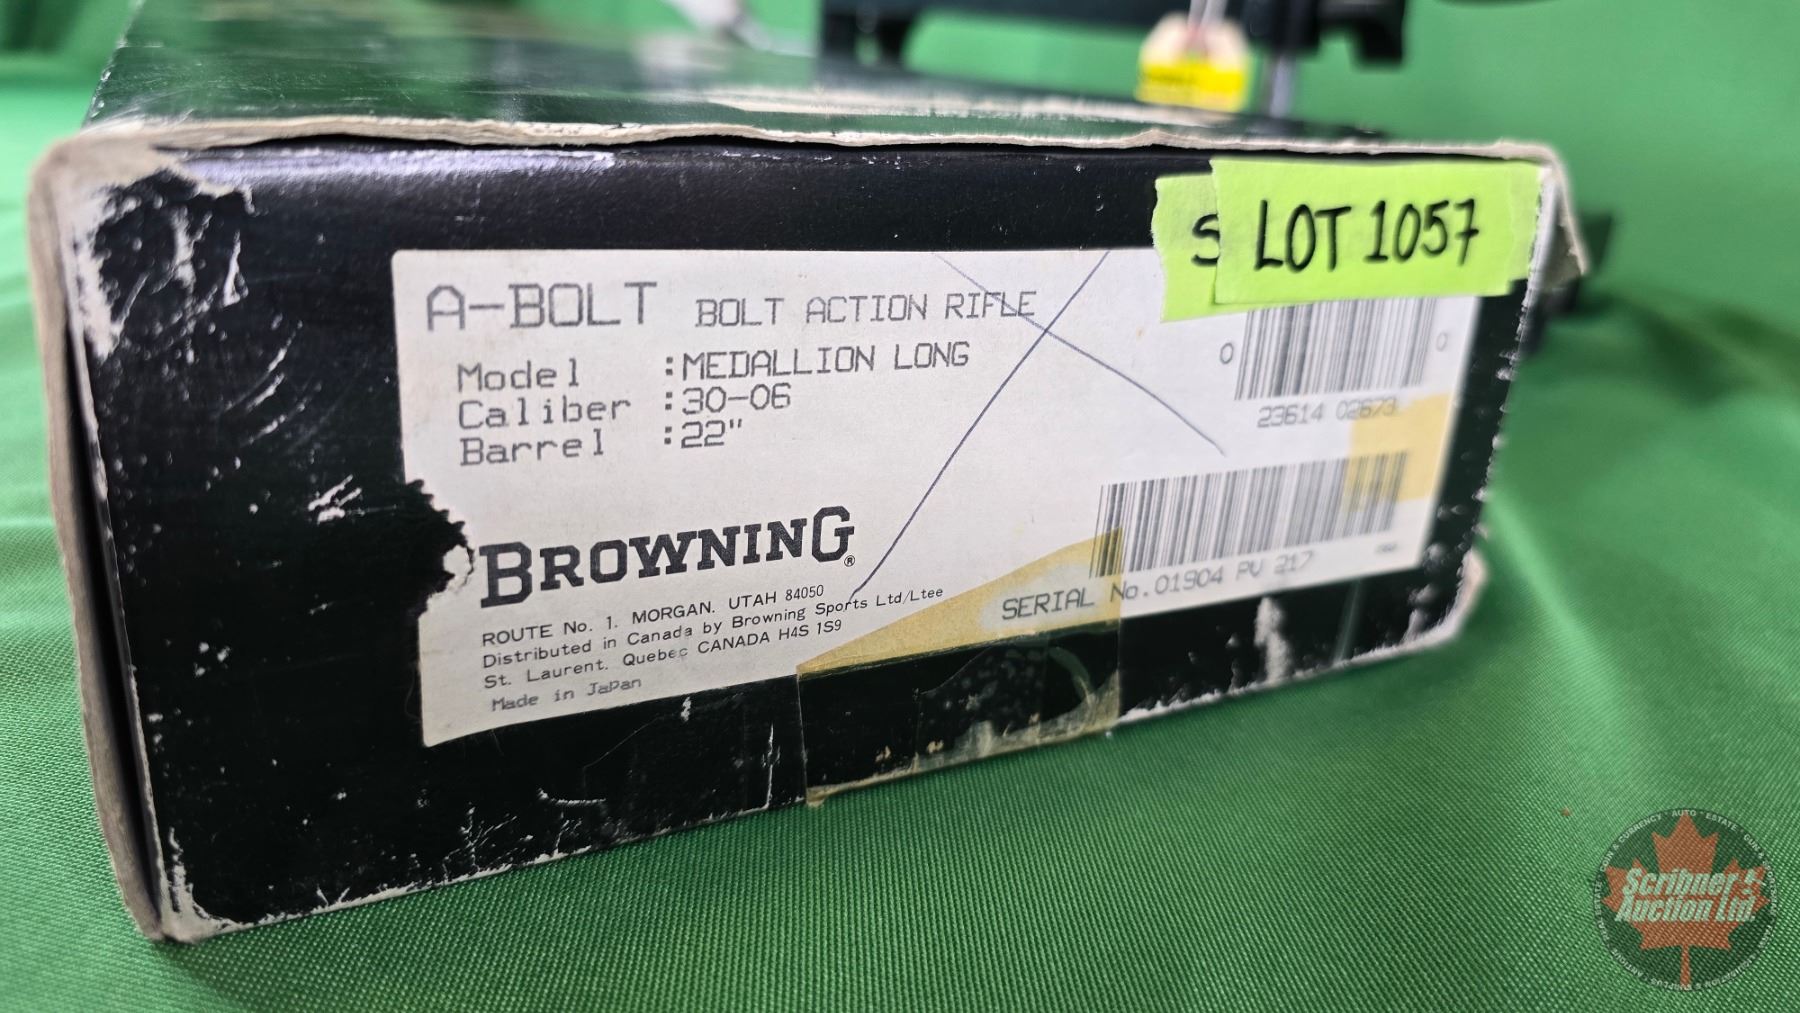 S LOT 1057
A-BOLT BOLT ACTION RIFLE
Model :MEDALLION LONG
Caliber :30-06
Barrel :22"
0 0
23614 02673
BROWNING®
ROUTE No. 1. MORGAN. UTAH 84050
Distributed in Canada by Browning Sports Ltd/Ltee
St. Laurent. Quebec CANADA H4S 1S9
Made in Japan
SERIAL No.01904 PV 217
Scribner's
Auction Ltd.